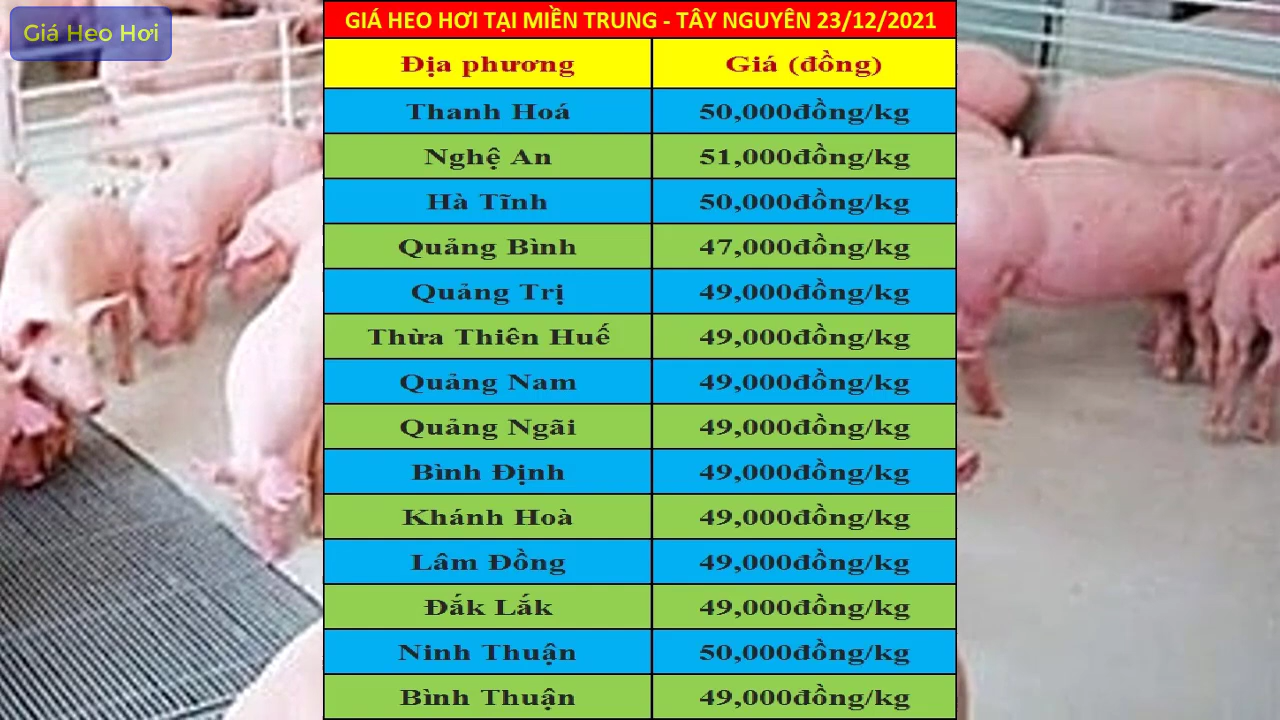 Giá Heo Hơi
GIÁ HEO HƠI TẠI MIỀN TRUNG - TÂY NGUYÊN 23/12/2021
Địa phương Giá (đồng)
Thanh Hoá 50,000đồng/kg
Nghệ An 51,000đồng/kg
Hà Tĩnh 50,000đồng/kg
Quảng Bình 47,000đồng/kg
Quảng Trị 49,000đồng/kg
Thừa Thiên Huế 49,000đồng/kg
Quảng Nam 49,000đồng/kg
Quảng Ngãi 49,000đồng/kg
Bình Định 49,000đồng/kg
Khánh Hoà 49,000đồng/kg
Lâm Đồng 49,000đồng/kg
Đắk Lắk 49,000đồng/kg
Ninh Thuận 50,000đồng/kg
Bình Thuận 49,000đồng/kg